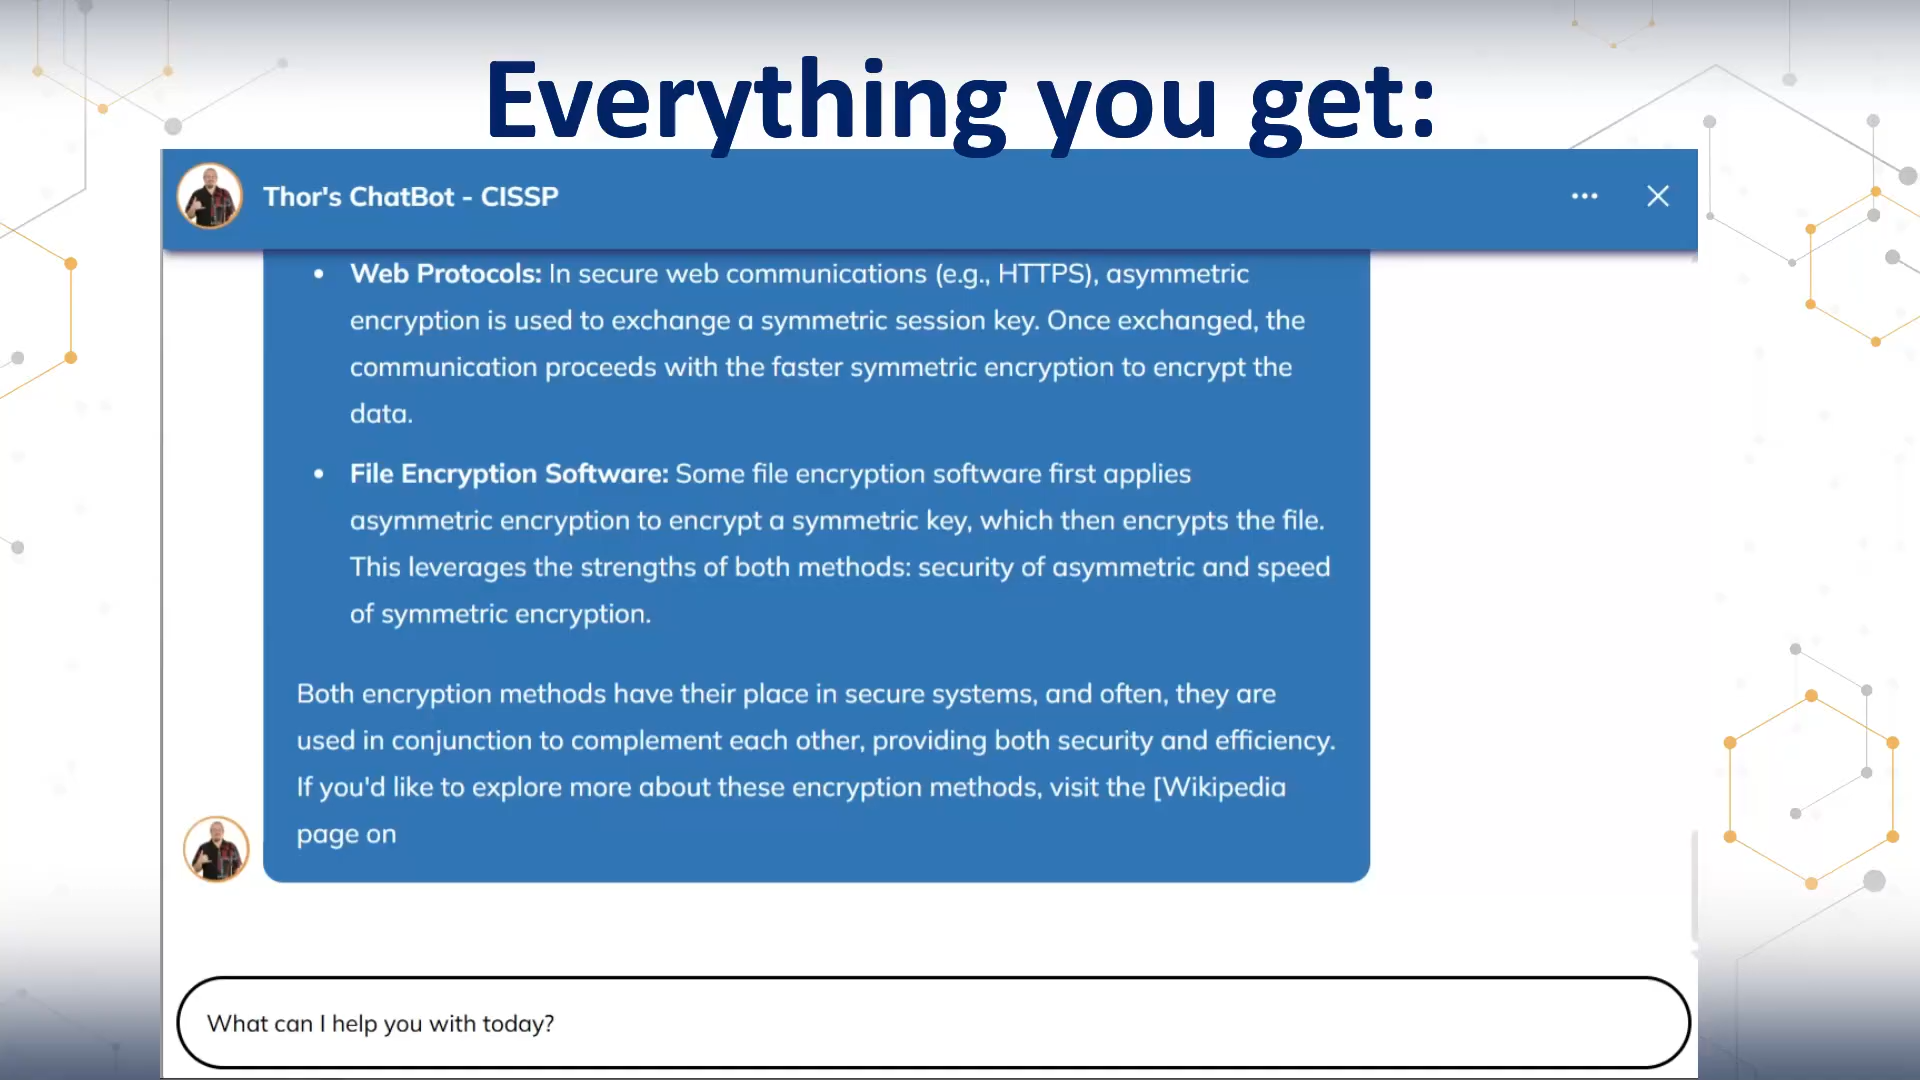 Everything you get:
Thor's ChatBot - CISSP
• Web Protocols: In secure web communications (e.g., HTTPS), asymmetric
encryption is used to exchange a symmetric session key. Once exchanged, the
communication proceeds with the faster symmetric encryption to encrypt the
data.
• File Encryption Software: Some file encryption software first applies
asymmetric encryption to encrypt a symmetric key, which then encrypts the file.
This leverages the strengths of both methods: security of asymmetric and speed
of symmetric encryption.
Both encryption methods have their place in secure systems, and often, they are
used in conjunction to complement each other, providing both security and efficiency.
If you'd like to explore more about these encryption methods, visit the [Wikipedia
page on
What can I help you with today?